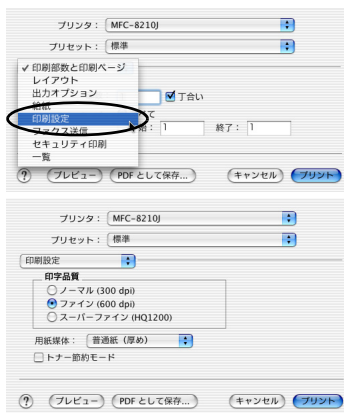 プリンタ： MFC-8210J
プリセット： 標準
✓ 印刷部数と印刷ページ
レイアウト
出力オプション
給紙
印刷設定
ファクス送信
セキュリティ印刷
一覧
丁合い
て
始： 1 終了： 1
? プレビュー PDF として保存... キャンセル プリント
プリンタ： MFC-8210J
プリセット： 標準
印刷設定
印字品質
ノーマル (300 dpi)
ファイン (600 dpi)
スーパーファイン (HQ1200)
用紙媒体： 普通紙（厚め）
トナー節約モード
? プレビュー PDF として保存... キャンセル プリント